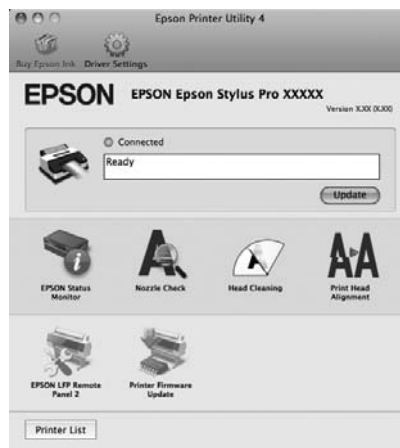 Epson Printer Utility 4
Buy Epson Ink Driver Settings
EPSON EPSON Epson Stylus Pro XXXXX
Version X.XX (X.XX)
Connected
Ready
Update
EPSON Status
Monitor
Nozzle Check
Head Cleaning
Print Head
Alignment
EPSON LFP Remote
Panel 2
Printer Firmware
Update
Printer List